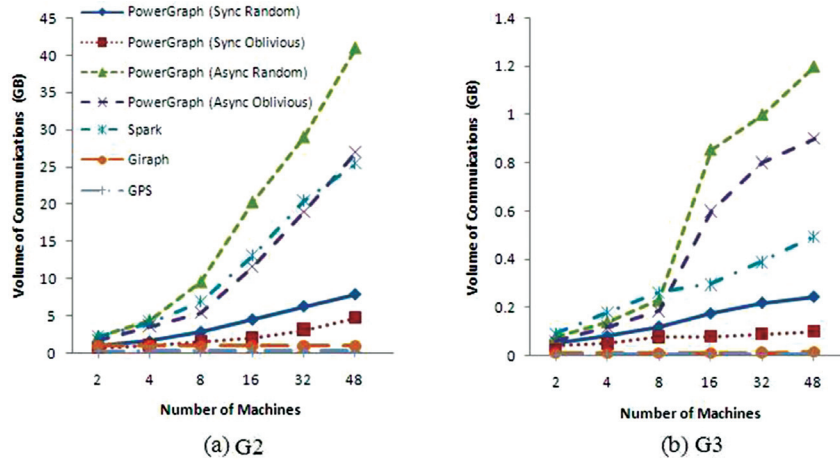 Volume of Communications (GB)
45
40
35
30
25
20
15
10
5
0
PowerGraph (Sync Random)
PowerGraph (Sync Oblivious)
PowerGraph (Async Random)
PowerGraph (Async Oblivious)
Spark
Giraph
GPS
2 4 8 16 32 48
Number of Machines
(a) G2
Volume of Commuications (GB)
1.4
1.2
1
0.8
0.6
0.4
0.2
0
2 4 8 16 32 48
Number of Machines
(b) G3